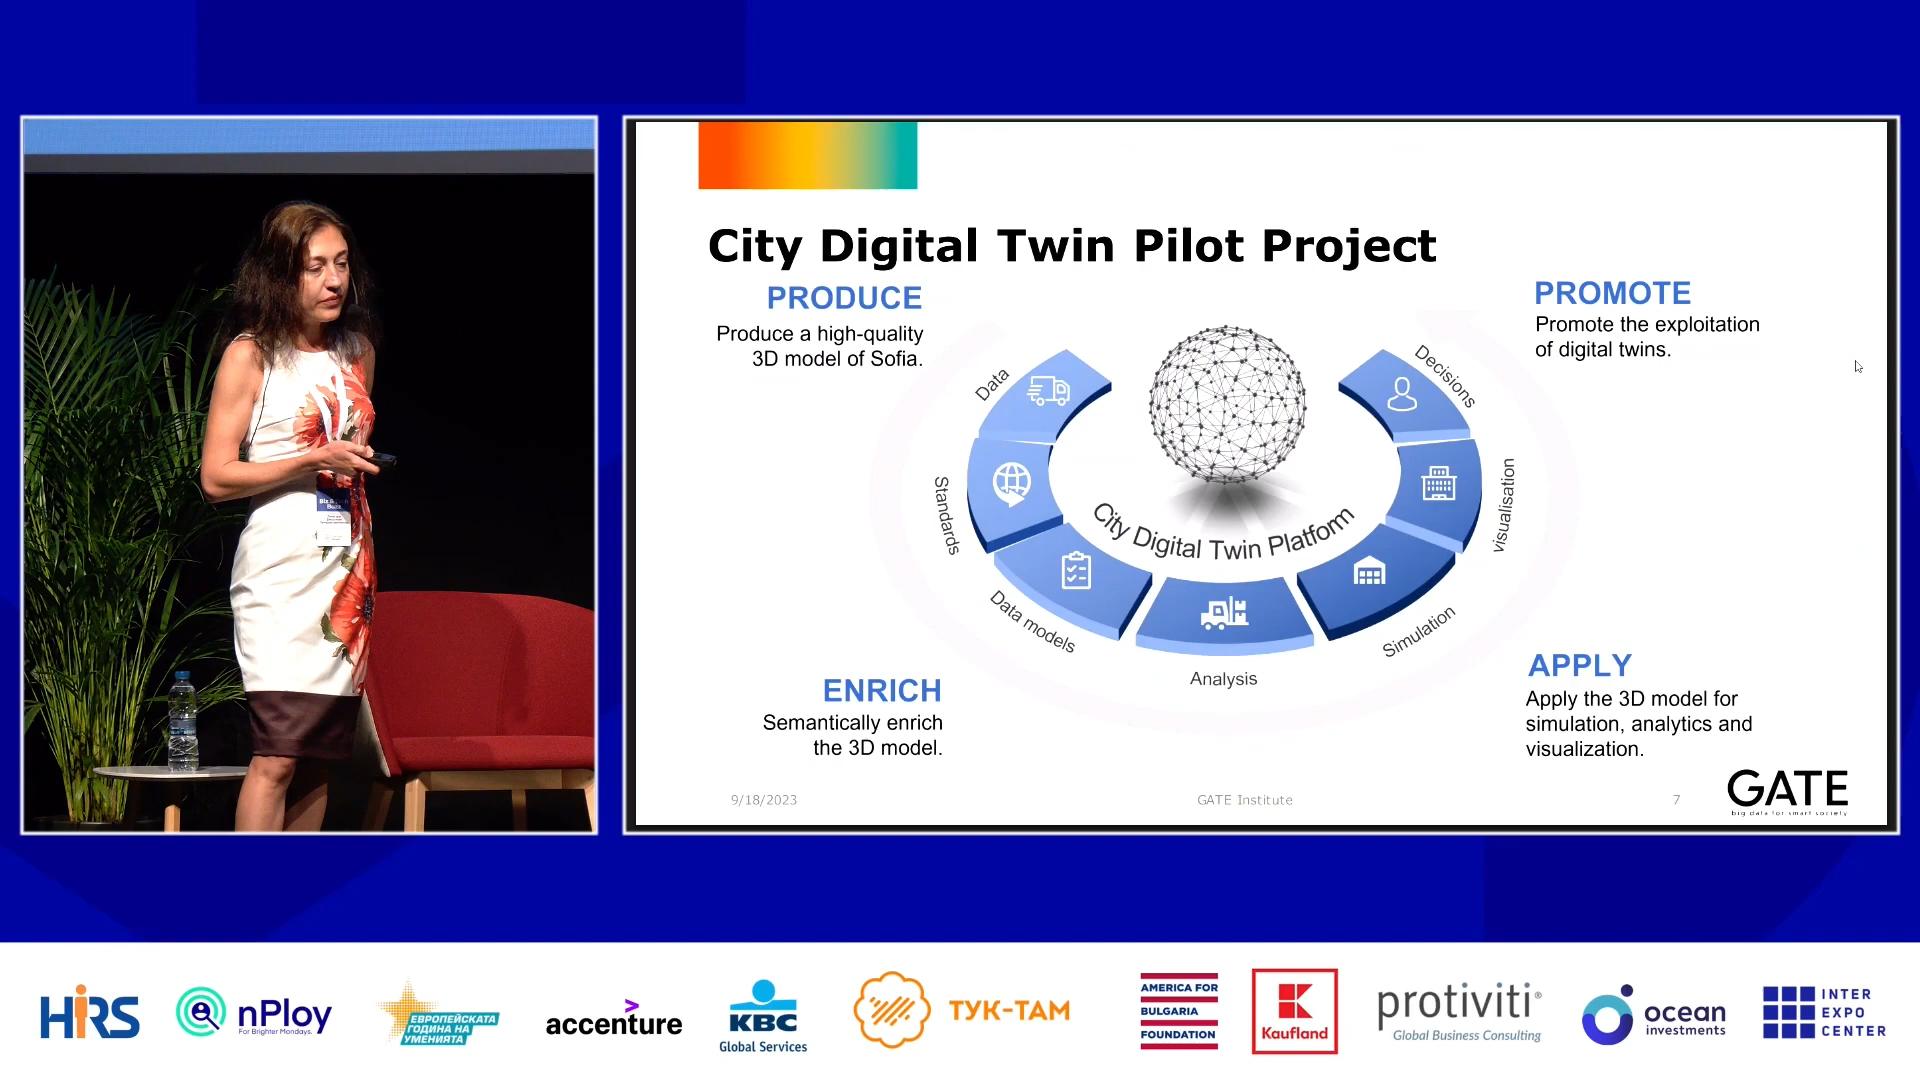 City Digital Twin Pilot Project
PRODUCE
Produce a high-quality
3D model of Sofia.
PROMOTE
Promote the exploitation
of digital twins.
Data
Standards
Data models
Analysis
Simulation
visualisation
Decisions
City Digital Twin Platform
ENRICH
Semantically enrich
the 3D model.
APPLY
Apply the 3D model for
simulation, analytics and
visualization.
9/18/2023
GATE Institute
7
GATE
big data for smart society
HRS
nPloy
For Brighter Mondays.
ЕВРОПЕЙСКАТА
ГОДИНА НА
УМЕНИЯТА
accenture
KBC
Global Services
ТУК-ТАМ
AMERICA FOR
BULGARIA
FOUNDATION
K
Kaufland
protiviti®
Global Business Consulting
ocean
investments
INTER
EXPO
CENTER